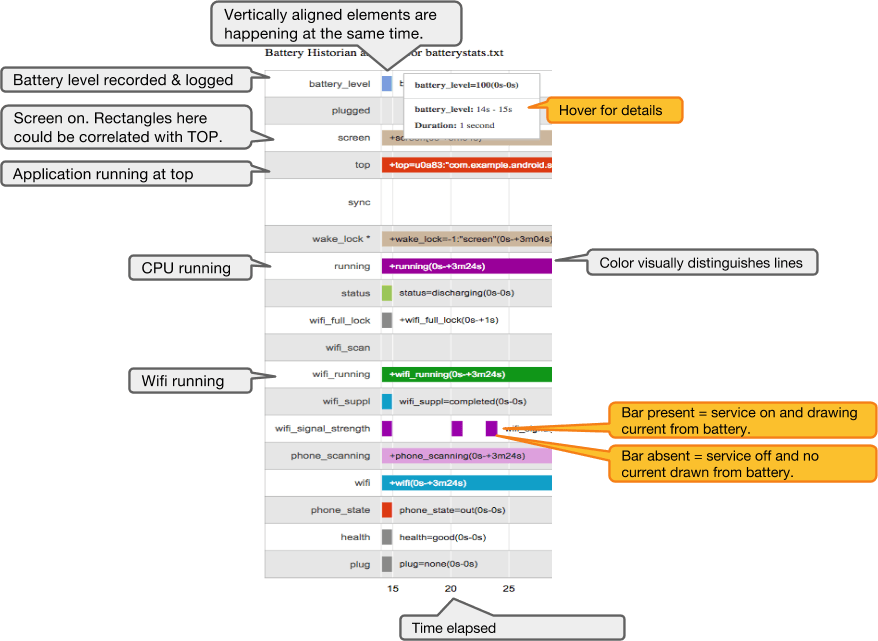 Vertically aligned elements are
happening at the same time.
Battery Historian a or batterystats.txt
Battery level recorded & logged
battery_level
b
battery_level=100(0s-0s)
battery_level: 14s - 15s
Duration: 1 second
Hover for details
plugged
Screen on. Rectangles here
could be correlated with TOP.
screen
top
+top=u0a83:"com.example.android.s
Application running at top
sync
wake_lock *
+wake_lock=-1:"screen"(0s-+3m04s)
CPU running
running
+running(0s-+3m24s)
Color visually distinguishes lines
status
status=discharging(0s-0s)
wifi_full_lock
+wifi_full_lock(0s-+1s)
wifi_scan
Wifi running
wifi_running
+wifi_running(0s-+3m24s)
wifi_suppl
wifi_suppl=completed(0s-0s)
wifi_signal_strength
Bar present = service on and drawing
current from battery.
Bar absent = service off and no
current drawn from battery.
phone_scanning
+phone_scanning(0s-+3m24s)
wifi
+wifi(0s-+3m24s)
phone_state
phone_state=out(0s-0s)
health
health=good(0s-0s)
plug
plug=none(0s-0s)
15 20 25
Time elapsed